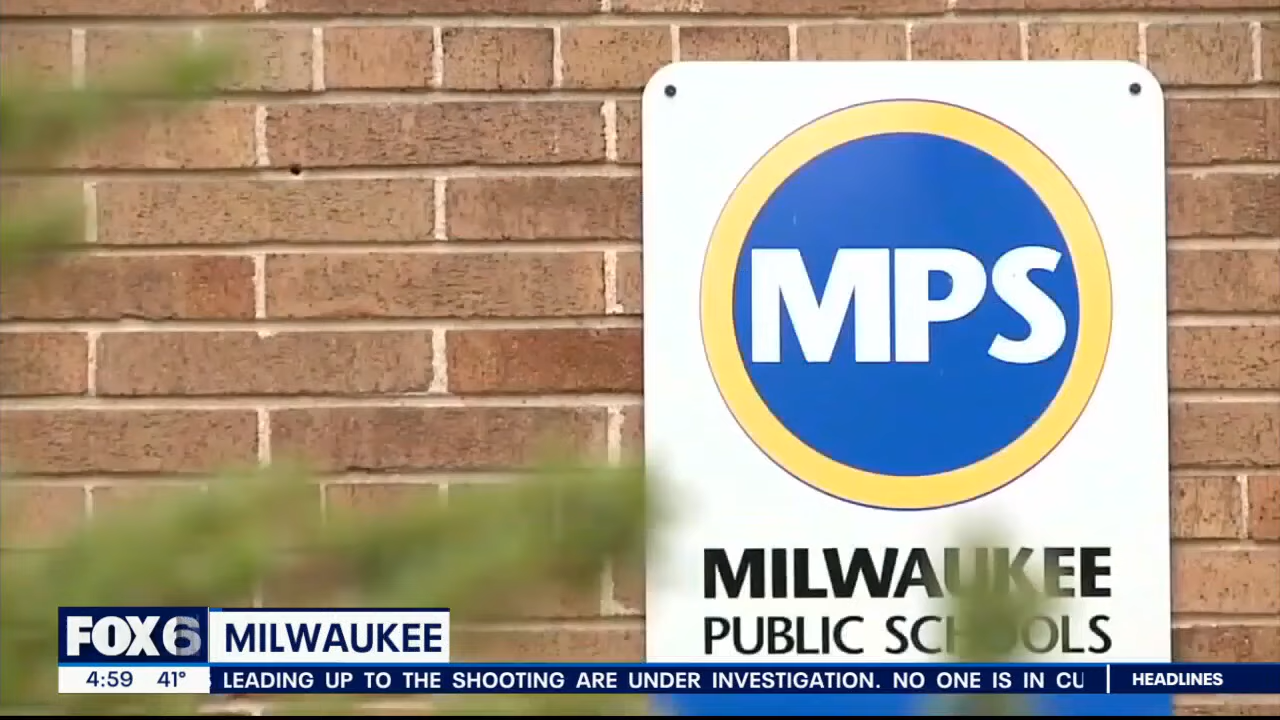 MPS
MILWAUKEE
PUBLIC SCHOOLS
FOX6 MILWAUKEE
4:59 41° LEADING UP TO THE SHOOTING ARE UNDER INVESTIGATION. NO ONE IS IN CU HEADLINES